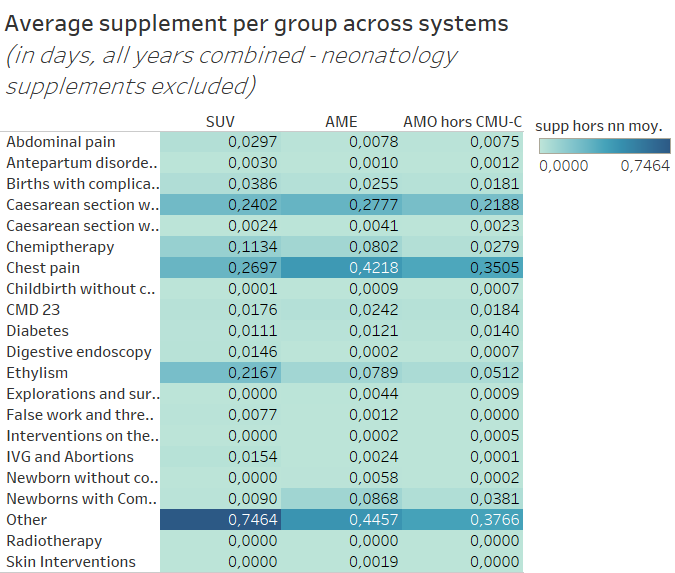 Average supplement per group across systems
(in days, all years combined - neonatology
supplements excluded)
SUV AME AMO hors CMU-C
supp hors nn moy.
0,0000 0,7464
Abdominal pain 0,0297 0,0078 0,0075
Antepartum disorde.. 0,0030 0,0010 0,0012
Births with complica.. 0,0386 0,0255 0,0181
Caesarean section w.. 0,2402 0,2777 0,2188
Caesarean section w.. 0,0024 0,0041 0,0023
Chemiptherapy 0,1134 0,0802 0,0279
Chest pain 0,2697 0,4218 0,3505
Childbirth without c.. 0,0001 0,0009 0,0007
CMD 23 0,0176 0,0242 0,0184
Diabetes 0,0111 0,0121 0,0140
Digestive endoscopy 0,0146 0,0002 0,0007
Ethylism 0,2167 0,0789 0,0512
Explorations and sur.. 0,0000 0,0044 0,0009
False work and thre.. 0,0077 0,0012 0,0000
Interventions on the.. 0,0000 0,0002 0,0005
IVG and Abortions 0,0154 0,0024 0,0001
Newborn without co.. 0,0000 0,0058 0,0002
Newborns with Com.. 0,0090 0,0868 0,0381
Other 0,7464 0,4457 0,3766
Radiotherapy 0,0000 0,0000 0,0000
Skin Interventions 0,0000 0,0019 0,0000